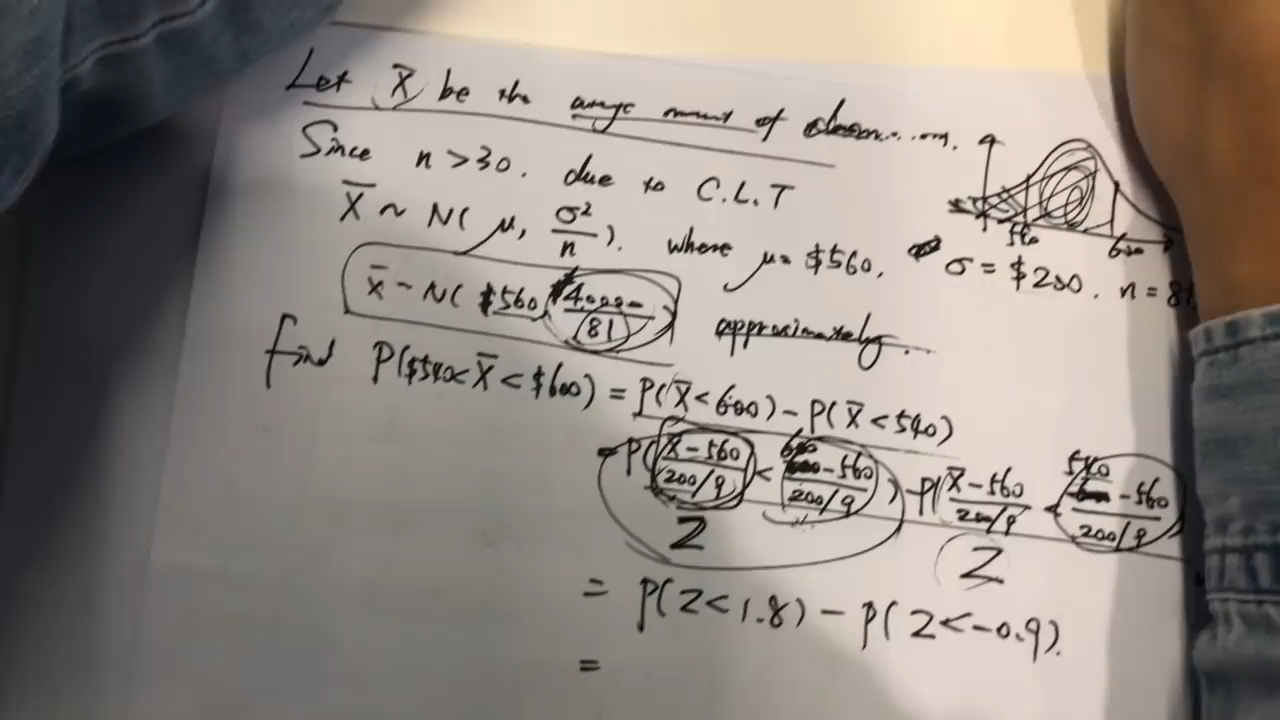 Let X̄ be the of
Since n >30. due to C.L.T
X̄ ~ N( μ, σ²/n ). where μ= $560, σ = $200. n = 81
X̄ ~ N( $560, 40000/81 ) approximately...
560 600
find P($540< X̄ < $600) = P( X̄ < 600) - P( X̄ < 540)
= P( X̄-560/200/9 < 600-560/200/9 ) - P( X̄-560/200/9 < 540-560/200/9
Z Z
= P( Z < 1.8) - P( Z < -0.9).
=